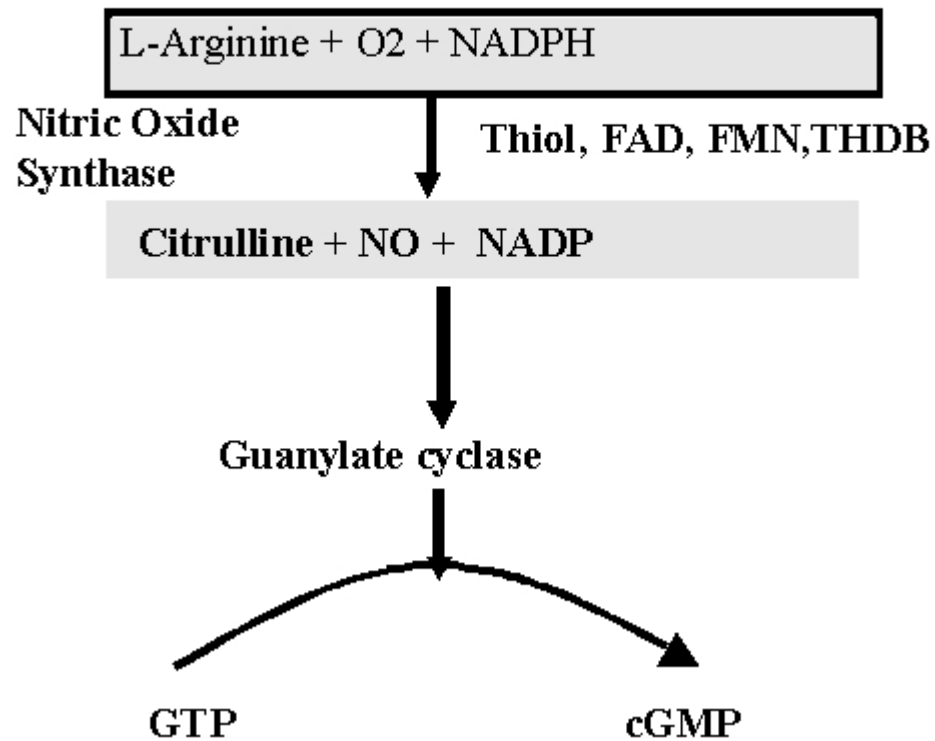 L-Arginine + O2 + NADPH
Nitric Oxide
Synthase
Thiol, FAD, FMN,THDB
Citrulline + NO + NADP
Guanylate cyclase
GTP
cGMP